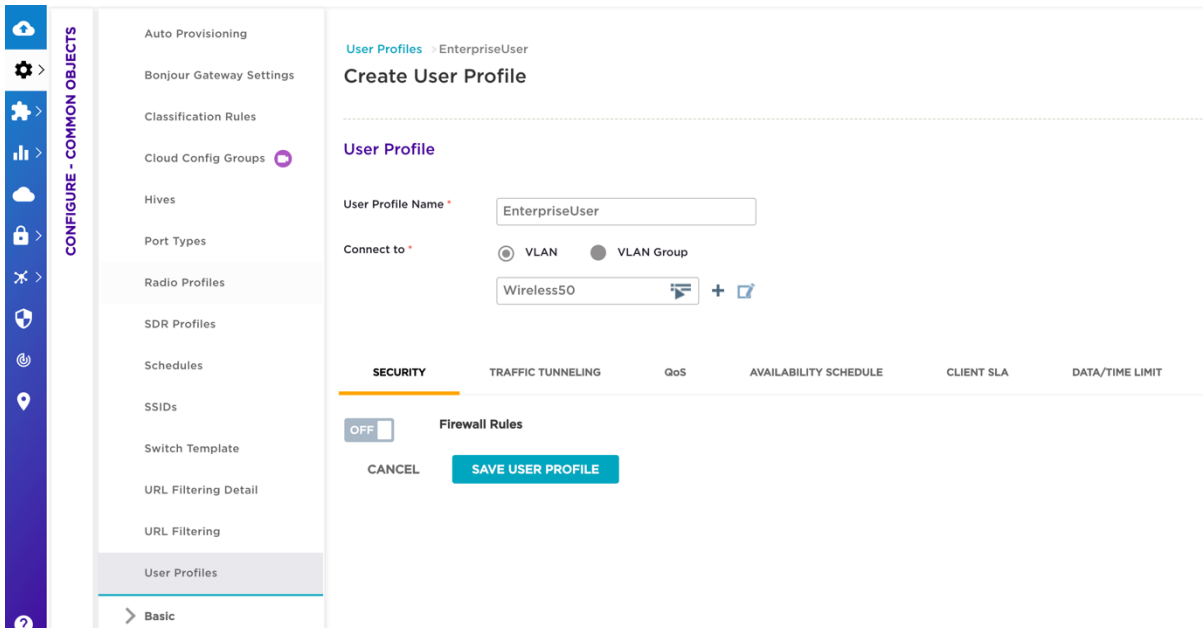 CONFIGURE - COMMON OBJECTS
Auto Provisioning
Bonjour Gateway Settings
Classification Rules
Cloud Config Groups
Hives
Port Types
Radio Profiles
SDR Profiles
Schedules
SSIDs
Switch Template
URL Filtering Detail
URL Filtering
User Profiles
Basic
User Profiles > EnterpriseUser
Create User Profile
User Profile
User Profile Name *
EnterpriseUser
Connect to *
VLAN VLAN Group
Wireless50
SECURITY TRAFFIC TUNNELING QoS AVAILABILITY SCHEDULE CLIENT SLA DATA/TIME LIMIT
OFF Firewall Rules
CANCEL SAVE USER PROFILE